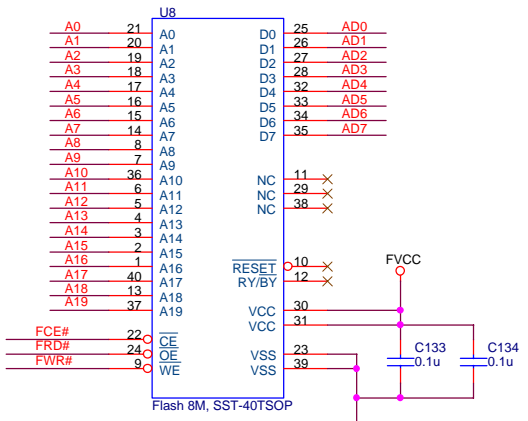 U8
A0 21 A0 D0 25 AD0
A1 20 A1 D1 26 AD1
A2 19 A2 D2 27 AD2
A3 18 A3 D3 28 AD3
A4 17 A4 D4 32 AD4
A5 16 A5 D5 33 AD5
A6 15 A6 D6 34 AD6
A7 14 A7 D7 35 AD7
A8 8 A8
A9 7 A9
A10 36 A10 NC 11
A11 6 A11 NC 29
A12 5 A12 NC 38
A13 4 A13
A14 3 A14
A15 2 A15
A16 1 A16 RESET 10 FVCC
A17 40 A17 RY/BY 12
A18 13 A18
A19 37 A19 VCC 30
VCC 31
FCE# 22 CE
FRD# 24 OE VSS 23 C133 C134
FWR# 9 WE VSS 39 0.1u 0.1u
Flash 8M, SST-40TSOP